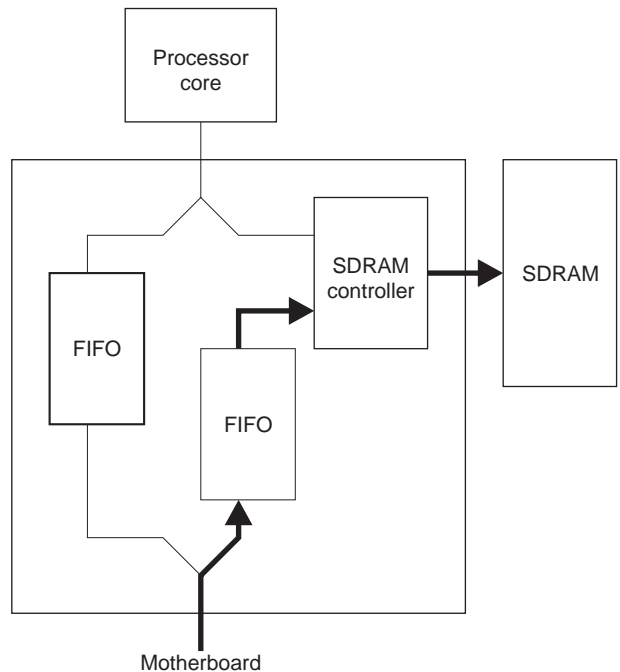 Processor
core
SDRAM
controller
SDRAM
FIFO
FIFO
Motherboard